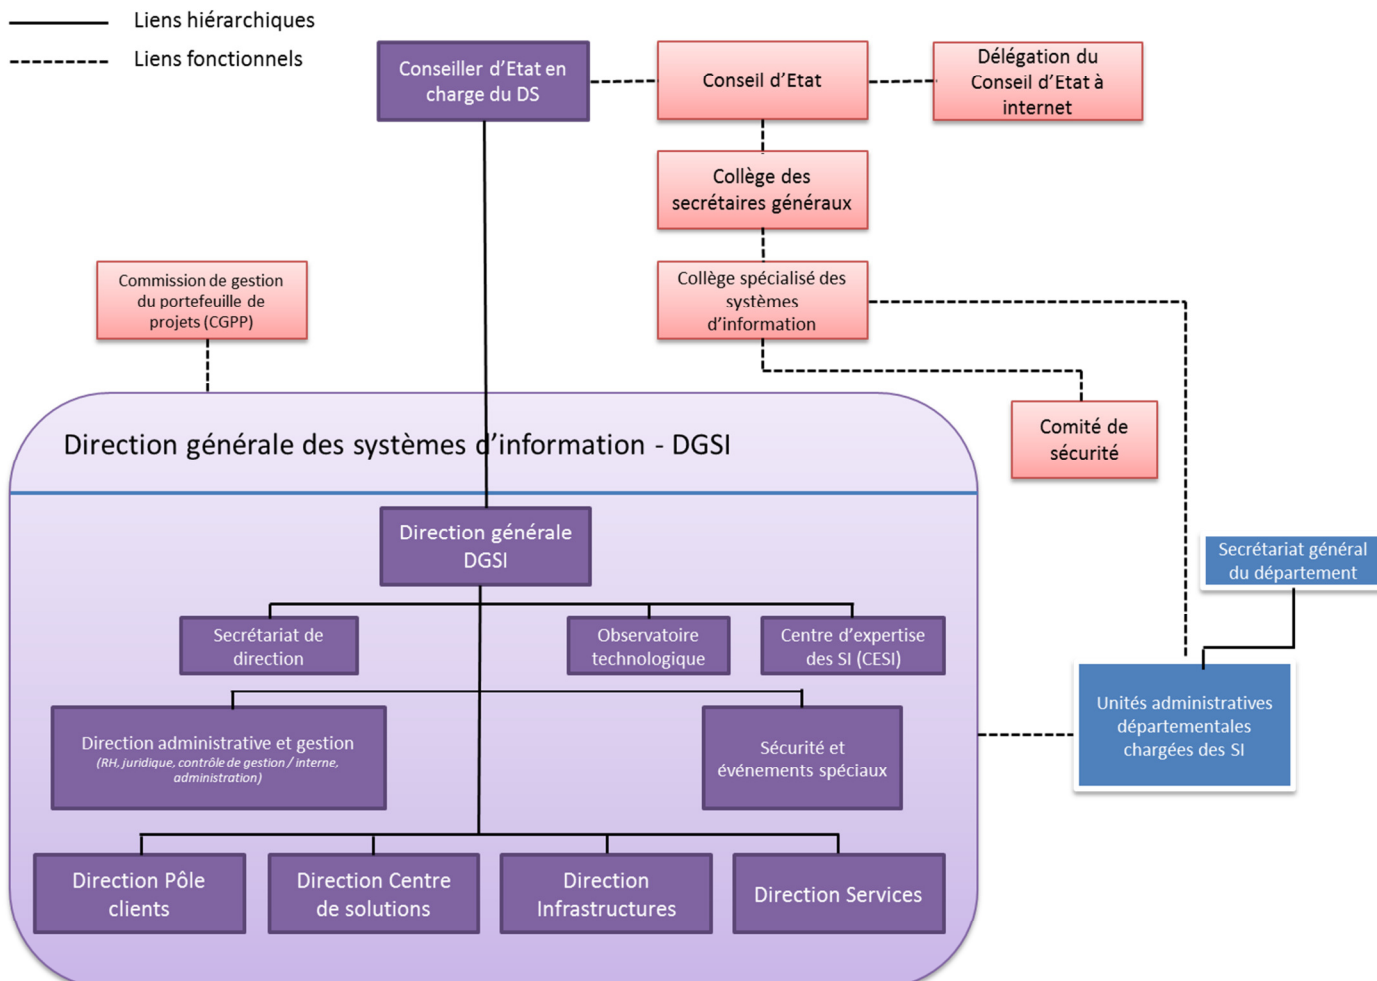 Liens hiérarchiques
Liens fonctionnels
Conseiller d'Etat en
charge du DS
Conseil d'Etat
Délégation du
Conseil d'Etat à
internet
Collège des
secrétaires généraux
Commission de gestion
du portefeuille de
projets (CGPP)
Collège spécialisé des
systèmes
d'information
Comité de
sécurité
Direction générale des systèmes d'information - DGSI
Direction générale
DGSI
Secrétariat général
du département
Secrétariat de
direction
Observatoire
technologique
Centre d'expertise
des SI (CESI)
Unités administratives
départementales
chargées des SI
Direction administrative et gestion
(RH, juridique, contrôle de gestion / interne,
administration)
Sécurité et
événements spéciaux
Direction Pôle
clients
Direction Centre
de solutions
Direction
Infrastructures
Direction Services